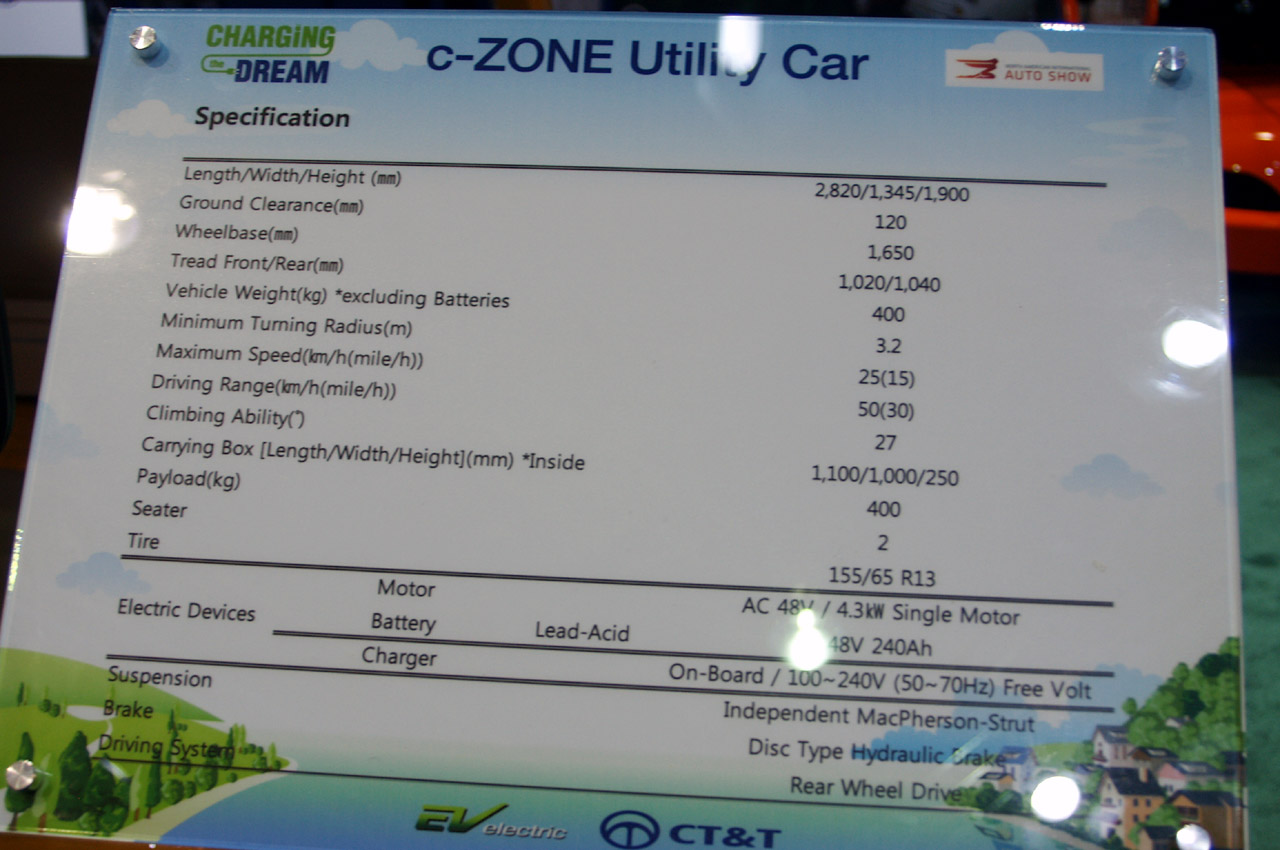 CHARGiNG
the DREAM
c-ZONE Utility Car
NORTH AMERICAN INTERNATIONAL
AUTO SHOW
Specification
Length/Width/Height (㎜) 2,820/1,345/1,900
Ground Clearance(㎜) 120
Wheelbase(㎜) 1,650
Tread Front/Rear(㎜) 1,020/1,040
Vehicle Weight(kg) *excluding Batteries 400
Minimum Turning Radius(m) 3.2
Maximum Speed(㎞/h(mile/h)) 25(15)
Driving Range(㎞/h(mile/h)) 50(30)
Climbing Ability(°) 27
Carrying Box [Length/Width/Height](mm) *Inside 1,100/1,000/250
Payload(kg) 400
Seater 2
Tire 155/65 R13
Electric Devices Motor AC 48V / 4.3㎾ Single Motor
Battery Lead-Acid 48V 240Ah
Charger On-Board / 100~240V (50~70Hz) Free Volt
Suspension Independent MacPherson-Strut
Brake Disc Type Hydraulic Brake
Driving System Rear Wheel Drive
EV electric CT&T